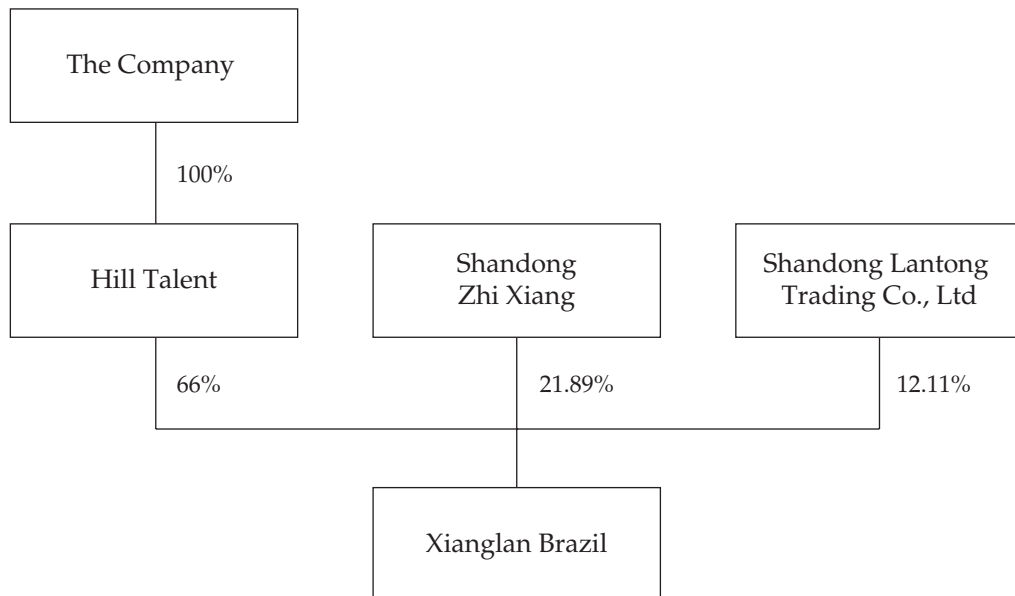 The Company
100%
Hill Talent
Shandong
Zhi Xiang
Shandong Lantong
Trading Co., Ltd
66%
21.89%
12.11%
Xianglan Brazil